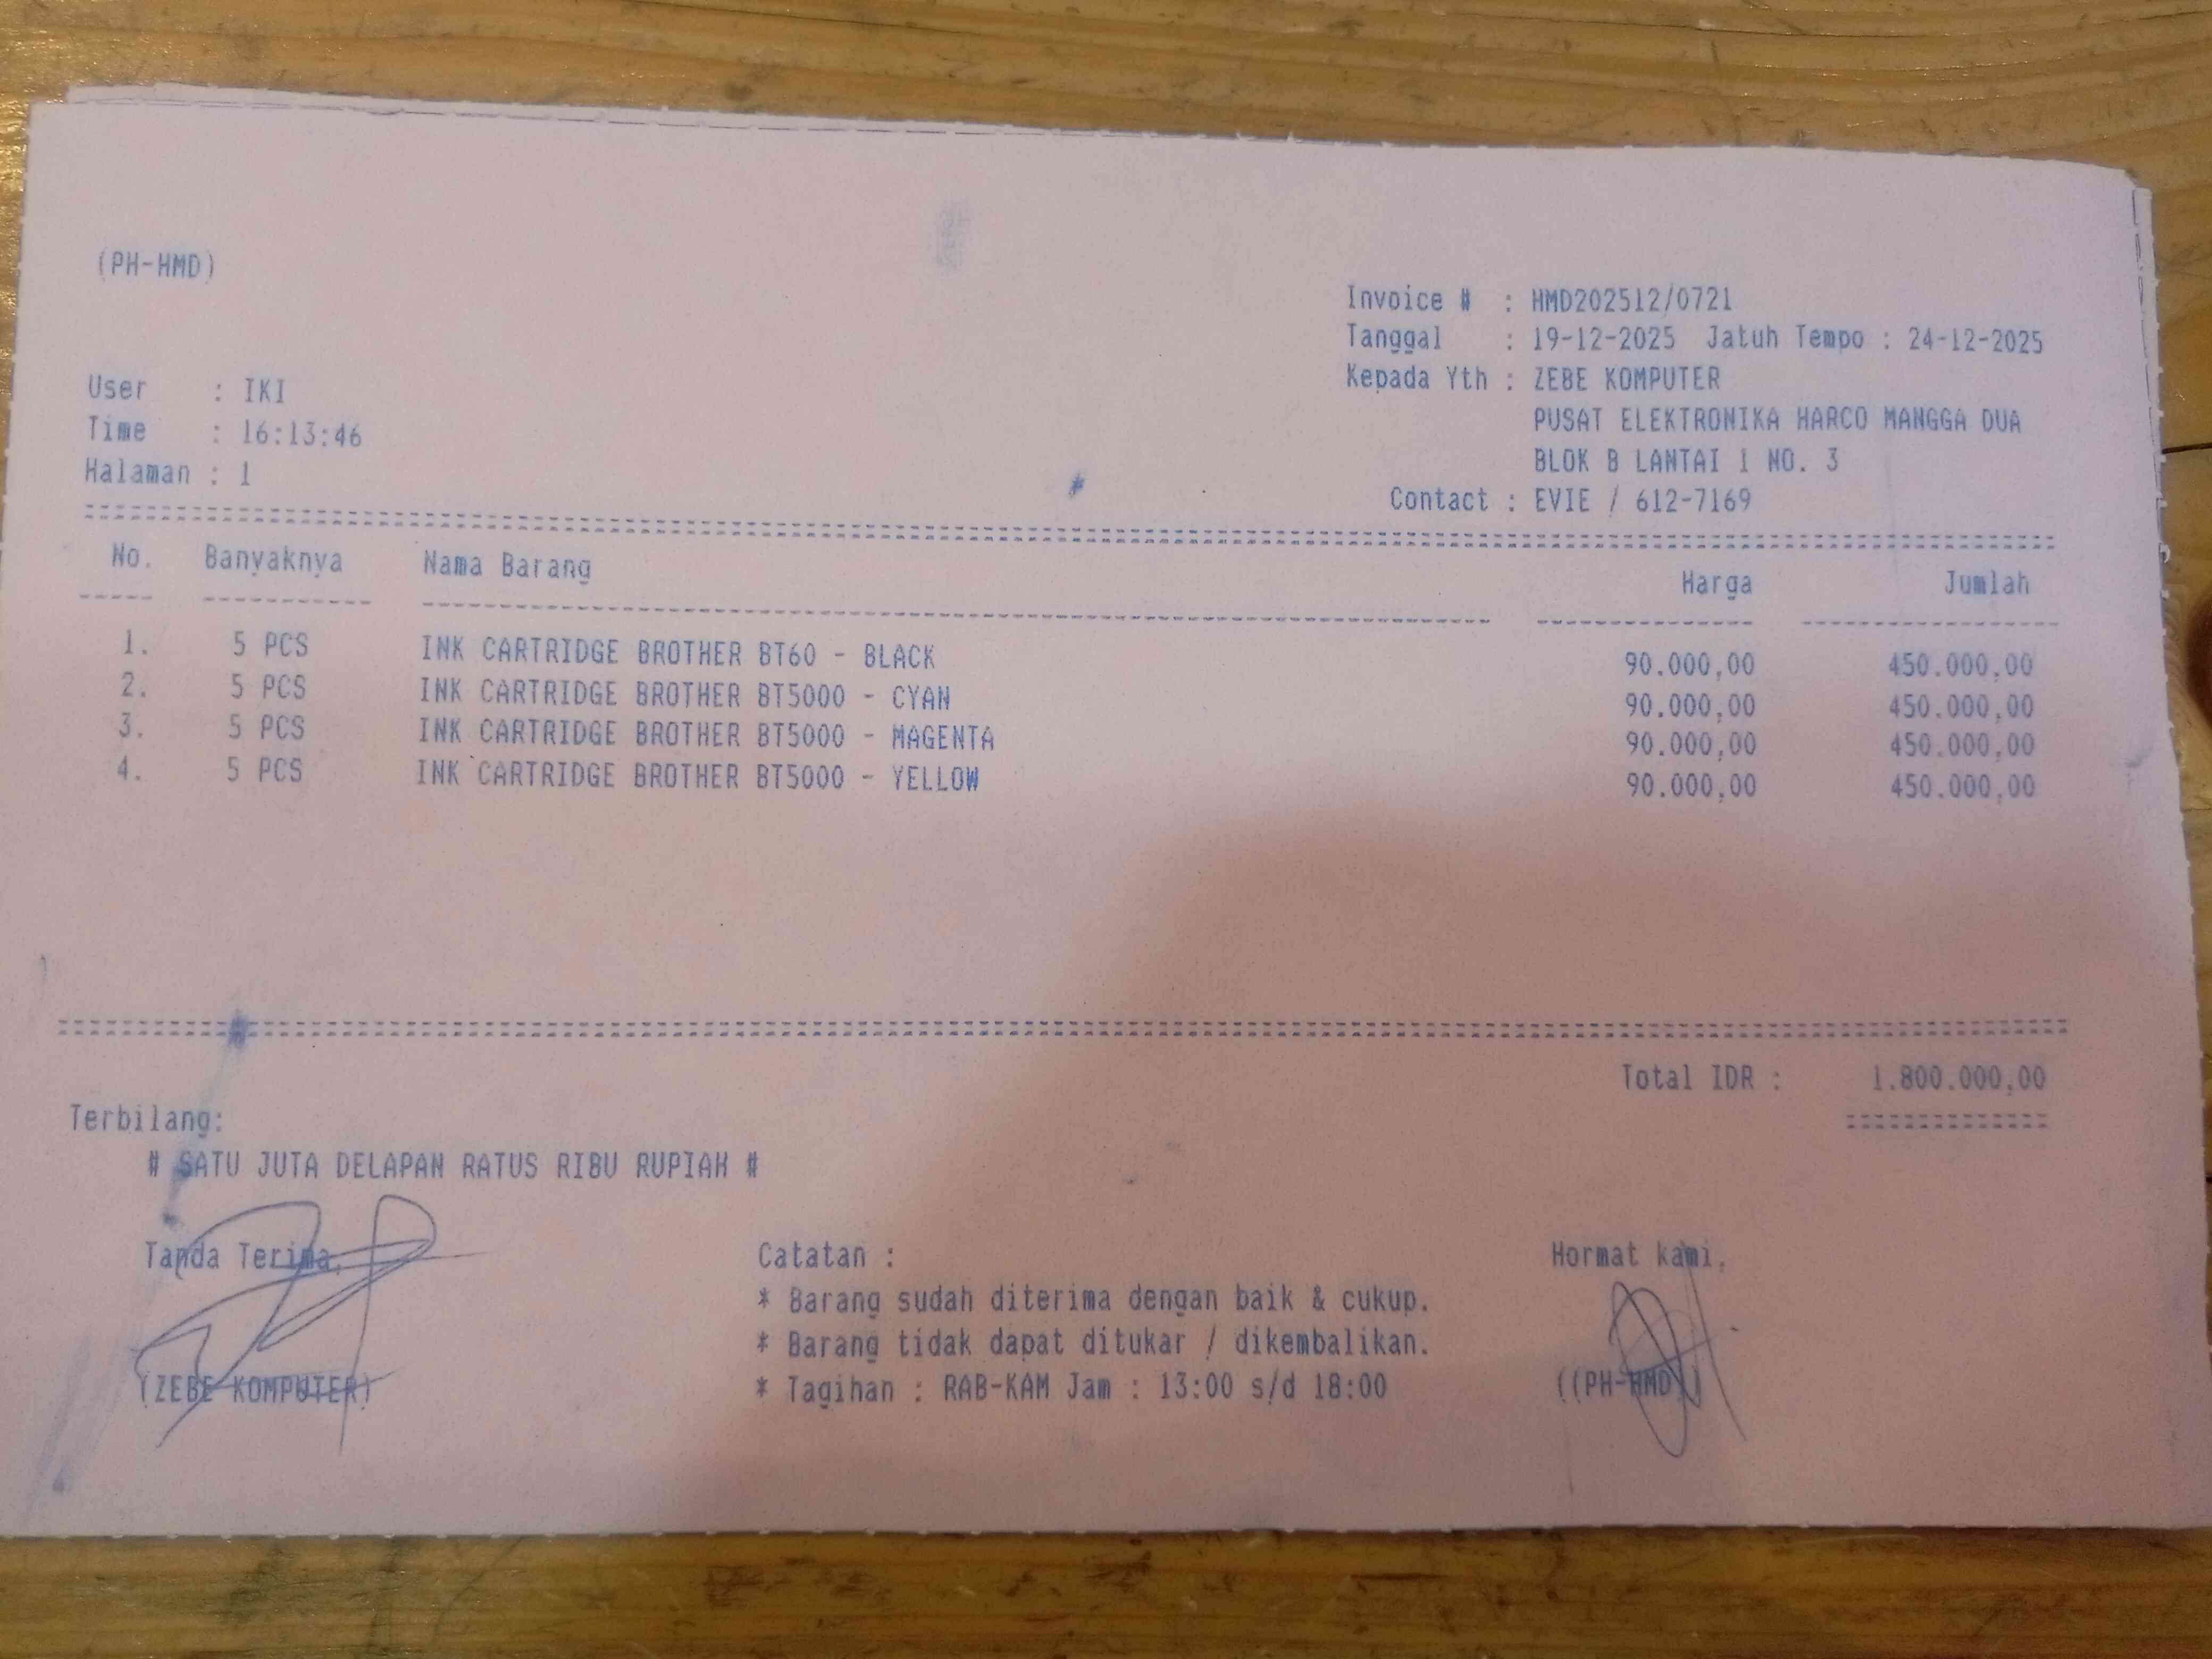 (PH-HMD)
Invoice # : HMD202512/0721
Tanggal : 19-12-2025 Jatuh Tempo : 24-12-2025
Kepada Yth : ZEBE KOMPUTER
PUSAT ELEKTRONIKA HARCO MANGGA DUA
BLOK B LANTAI 1 NO. 3
Contact : EVIE / 612-7169
User : IKI
Time : 16:13:46
Halaman : 1
No. Banyaknya Nama Barang Harga Jumlah
1. 5 PCS INK CARTRIDGE BROTHER BT60 - BLACK 90.000,00 450.000,00
2. 5 PCS INK CARTRIDGE BROTHER BT5000 - CYAN 90.000,00 450.000,00
3. 5 PCS INK CARTRIDGE BROTHER BT5000 - MAGENTA 90.000,00 450.000,00
4. 5 PCS INK CARTRIDGE BROTHER BT5000 - YELLOW 90.000,00 450.000,00
Total IDR : 1.800.000,00
Terbilang:
# SATU JUTA DELAPAN RATUS RIBU RUPIAH #
Tanda Terima,
(ZEBE KOMPUTER)
Catatan :
* Barang sudah diterima dengan baik & cukup.
* Barang tidak dapat ditukar / dikembalikan.
* Tagihan : RAB-KAM Jam : 13:00 s/d 18:00
Hormat kami,
((PH-HMD))